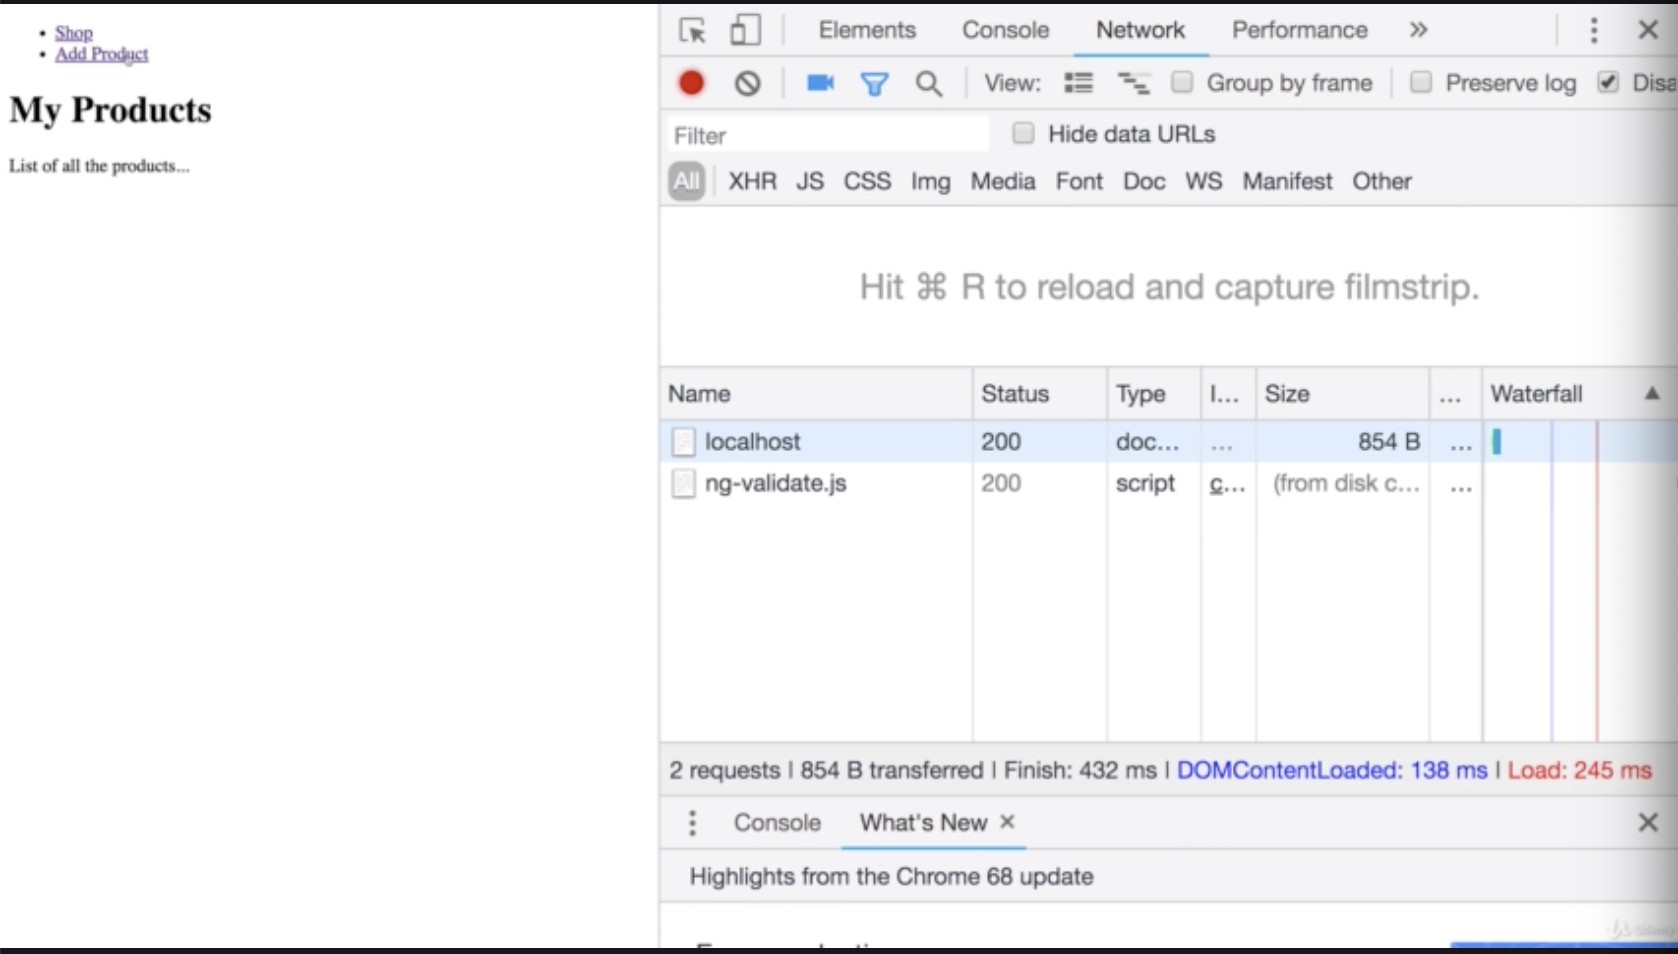 Shop
Add Product
My Products
List of all the products...
Elements Console Network Performance »
View: Group by frame Preserve log Disa
Filter Hide data URLs
All XHR JS CSS Img Media Font Doc WS Manifest Other
Hit ⌘ R to reload and capture filmstrip.
Name Status Type I... Size ... Waterfall ▲
localhost 200 doc... ... 854 B ...
ng-validate.js 200 script c... (from disk c... ...
2 requests | 854 B transferred | Finish: 432 ms | DOMContentLoaded: 138 ms | Load: 245 ms
Console What's New ×
Highlights from the Chrome 68 update